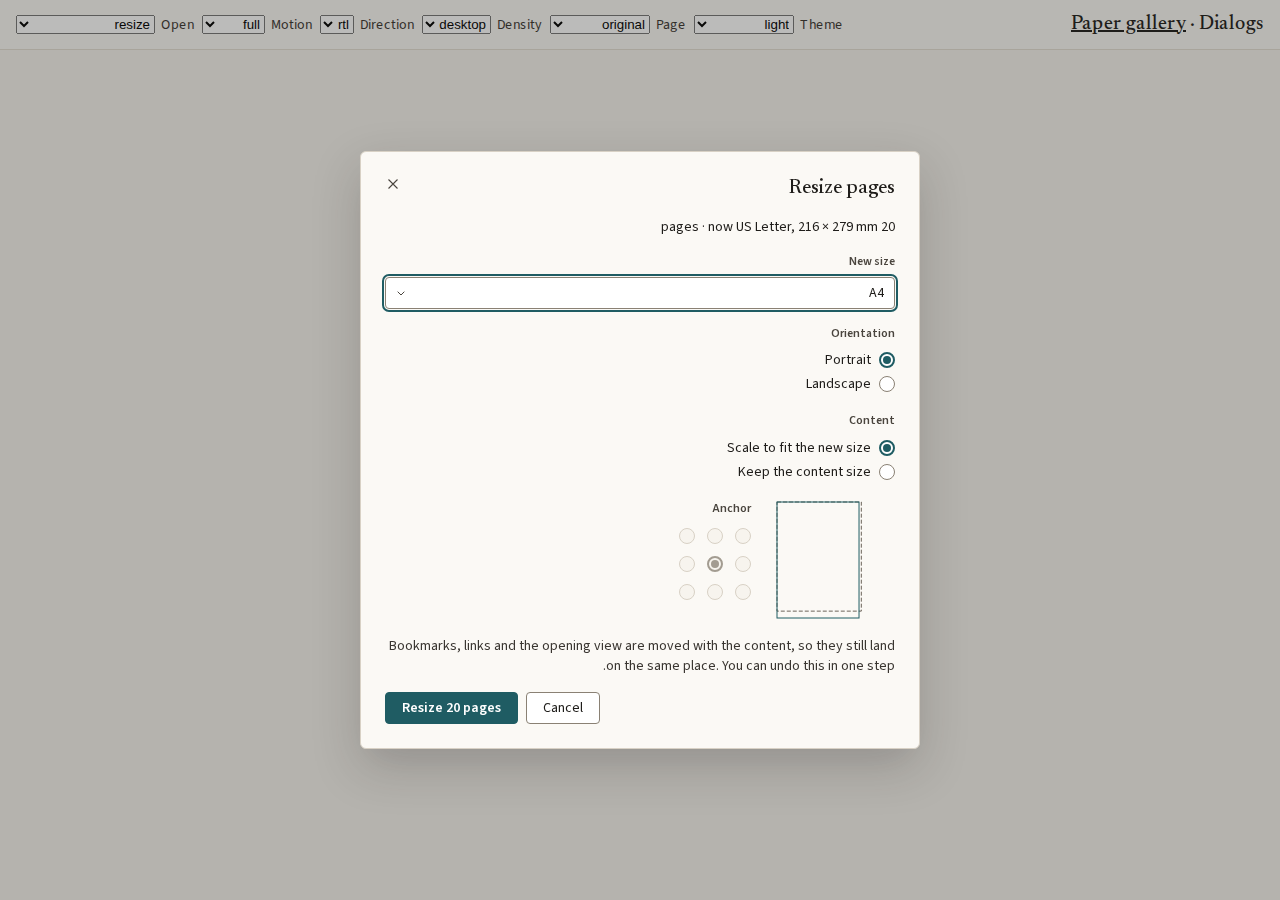 Paper gallery · Dialogs
Theme light Page original Density desktop Direction rtl Motion full Open resize
Resize pages
pages · now US Letter, 216 × 279 mm 20
New size
A4
Orientation
Portrait
Landscape
Content
Scale to fit the new size
Keep the content size
Anchor
Bookmarks, links and the opening view are moved with the content, so they still land
.on the same place. You can undo this in one step
Cancel
Resize 20 pages